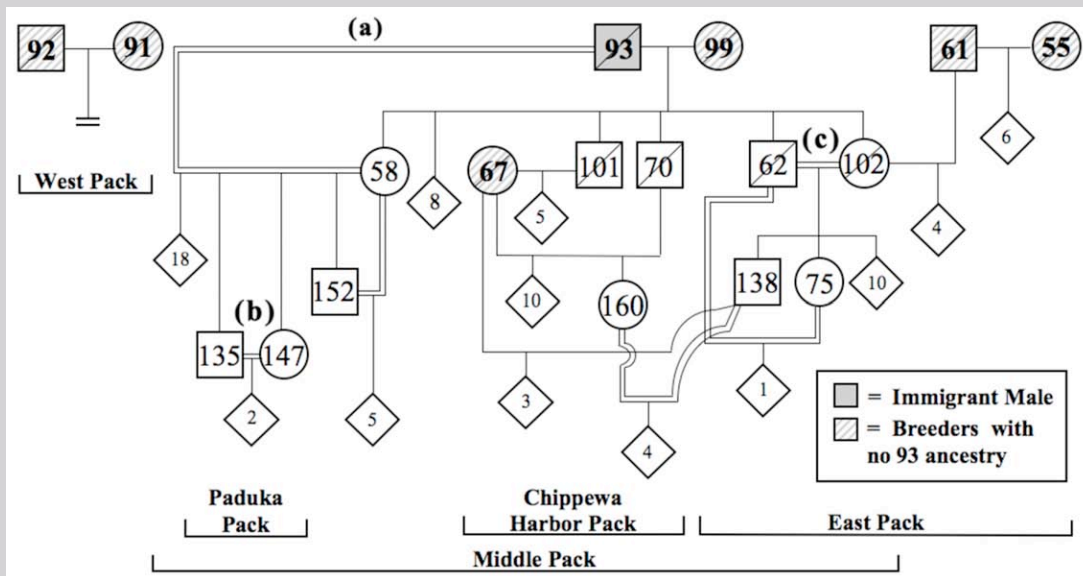 (a)
92 91 93 99 61 55
(c)
58 8 67 5 101 70 62 102 6 4
West Pack
18 152 10 160 138 75 10
(b)
135 147
2 5 3 4 1
= Immigrant Male
= Breeders with
no 93 ancestry
Paduka
Pack
Chippewa
Harbor Pack
East Pack
Middle Pack